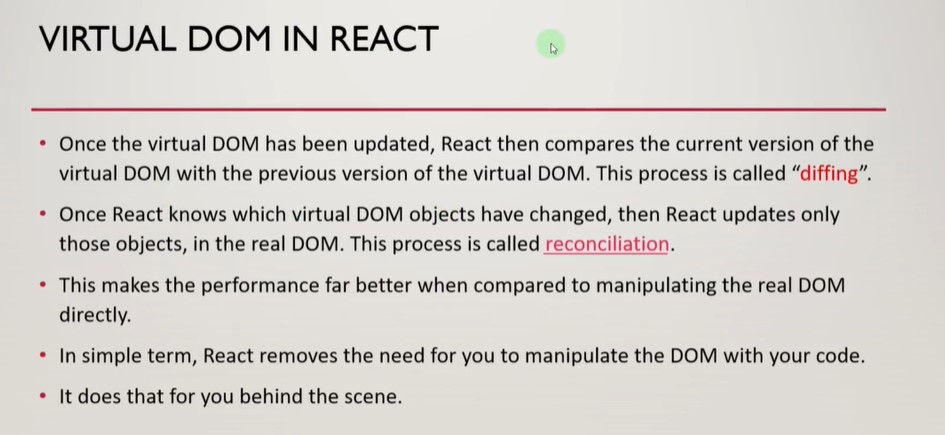 VIRTUAL DOM IN REACT
• Once the virtual DOM has been updated, React then compares the current version of the
virtual DOM with the previous version of the virtual DOM. This process is called “diffing”.
• Once React knows which virtual DOM objects have changed, then React updates only
those objects, in the real DOM. This process is called reconciliation.
• This makes the performance far better when compared to manipulating the real DOM
directly.
• In simple term, React removes the need for you to manipulate the DOM with your code.
• It does that for you behind the scene.